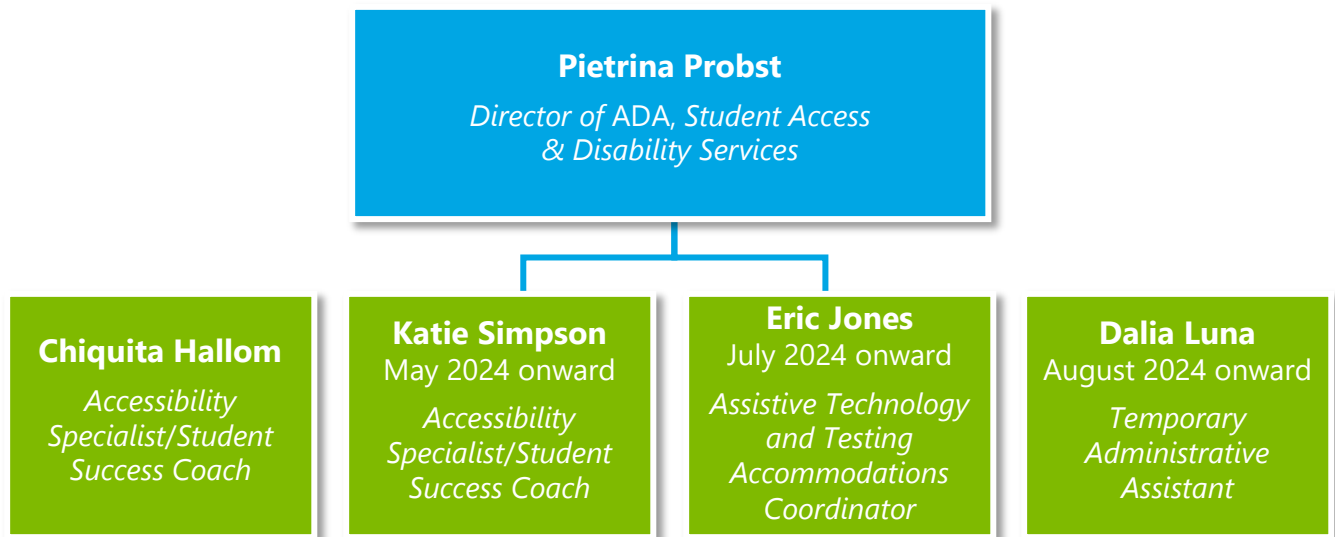 Pietrina Probst
Director of ADA, Student Access
& Disability Services
Chiquita Hallom
Accessibility
Specialist/Student
Success Coach
Katie Simpson
May 2024 onward
Accessibility
Specialist/Student
Success Coach
Eric Jones
July 2024 onward
Assistive Technology
and Testing
Accommodations
Coordinator
Dalia Luna
August 2024 onward
Temporary
Administrative
Assistant